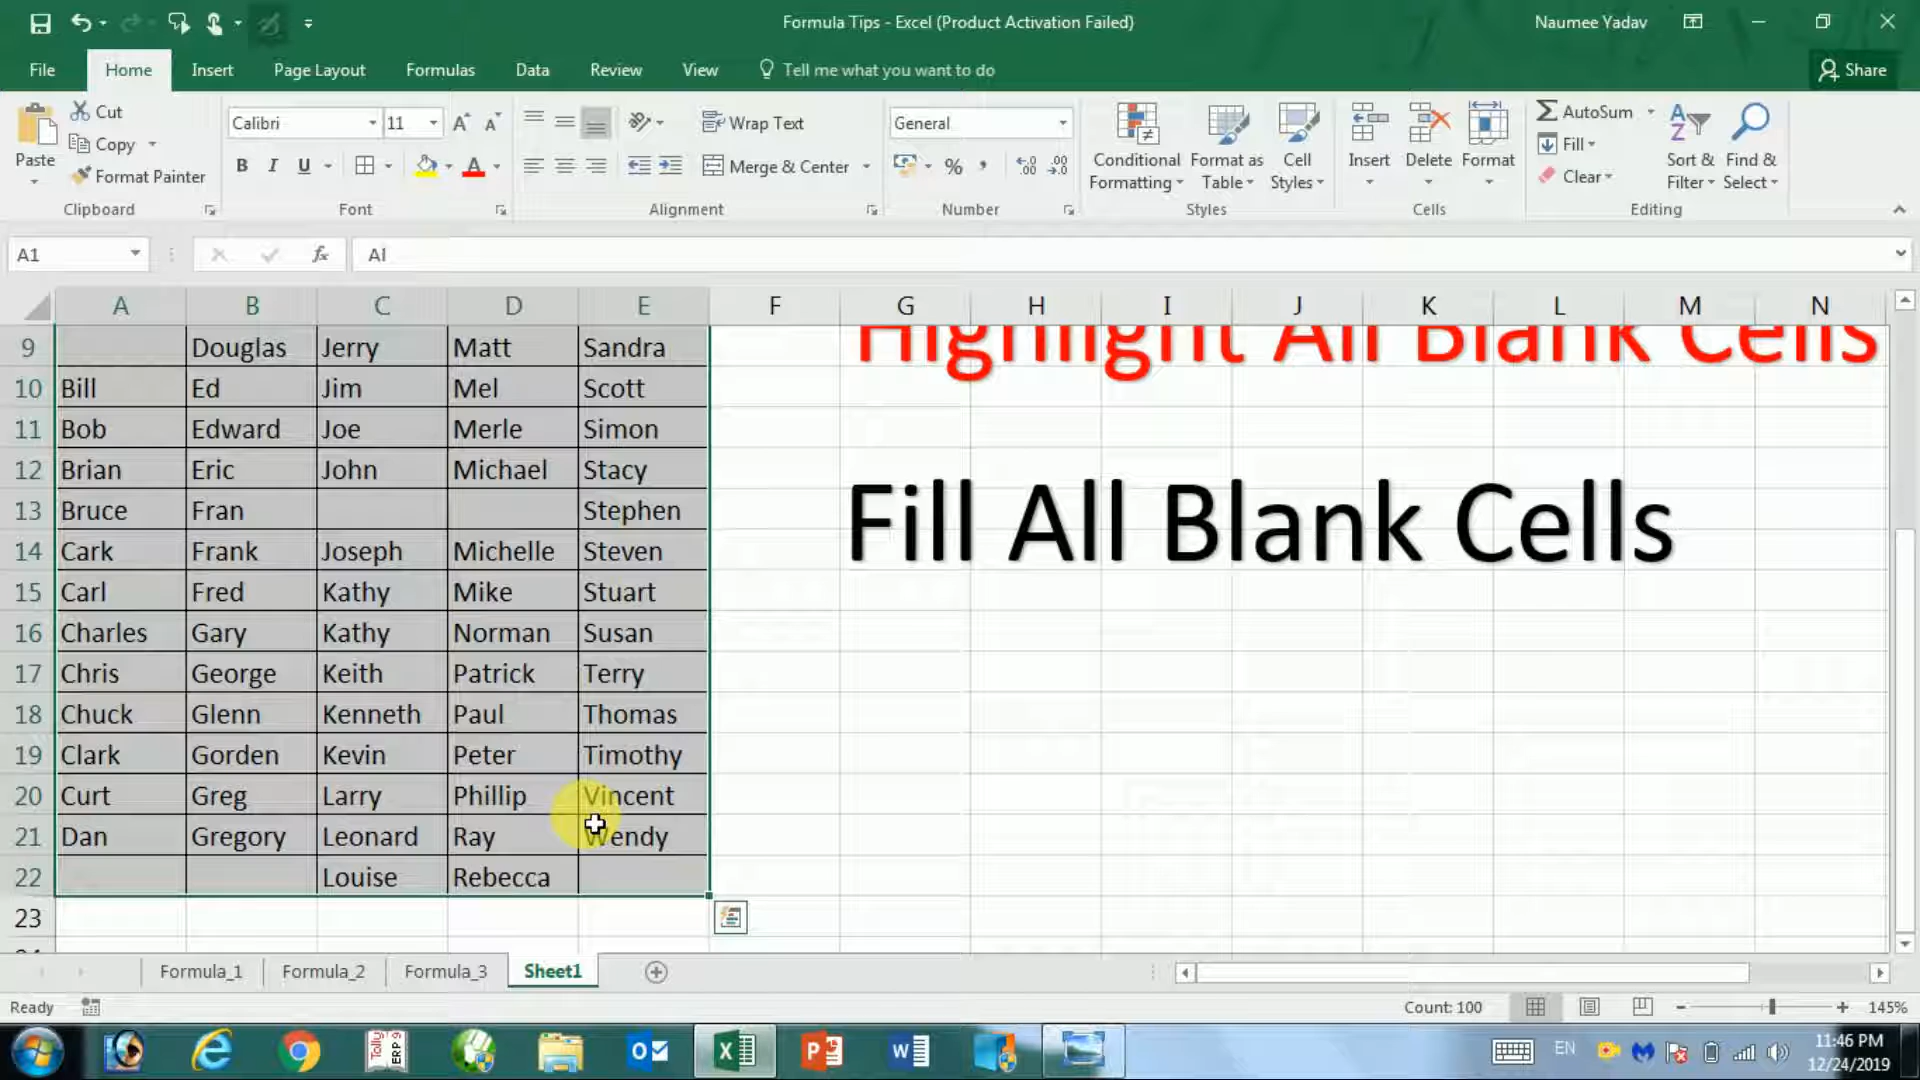 Formula Tips - Excel (Product Activation Failed)
Naumee Yadav
File Home Insert Page Layout Formulas Data Review View Tell me what you want to do Share
Paste
Cut
Copy
Format Painter
Clipboard
Calibri 11
B I U
Font
Wrap Text
Merge & Center
Alignment
General
%
Number
Conditional Formatting
Format as Table
Cell Styles
Styles
Insert Delete Format
Cells
AutoSum
Fill
Clear
Sort & Filter
Find & Select
Editing
A1 fx Al
A B C D E F G H I J K L M N
9 Douglas Jerry Matt Sandra
10 Bill Ed Jim Mel Scott
11 Bob Edward Joe Merle Simon
12 Brian Eric John Michael Stacy
13 Bruce Fran Stephen
14 Cark Frank Joseph Michelle Steven
15 Carl Fred Kathy Mike Stuart
16 Charles Gary Kathy Norman Susan
17 Chris George Keith Patrick Terry
18 Chuck Glenn Kenneth Paul Thomas
19 Clark Gorden Kevin Peter Timothy
20 Curt Greg Larry Phillip Vincent
21 Dan Gregory Leonard Ray Wendy
22 Louise Rebecca
23
Highlight All Blank Cells
Fill All Blank Cells
Formula_1 Formula_2 Formula_3 Sheet1
Ready
Count: 100
145%
EN
11:46 PM
12/24/2019